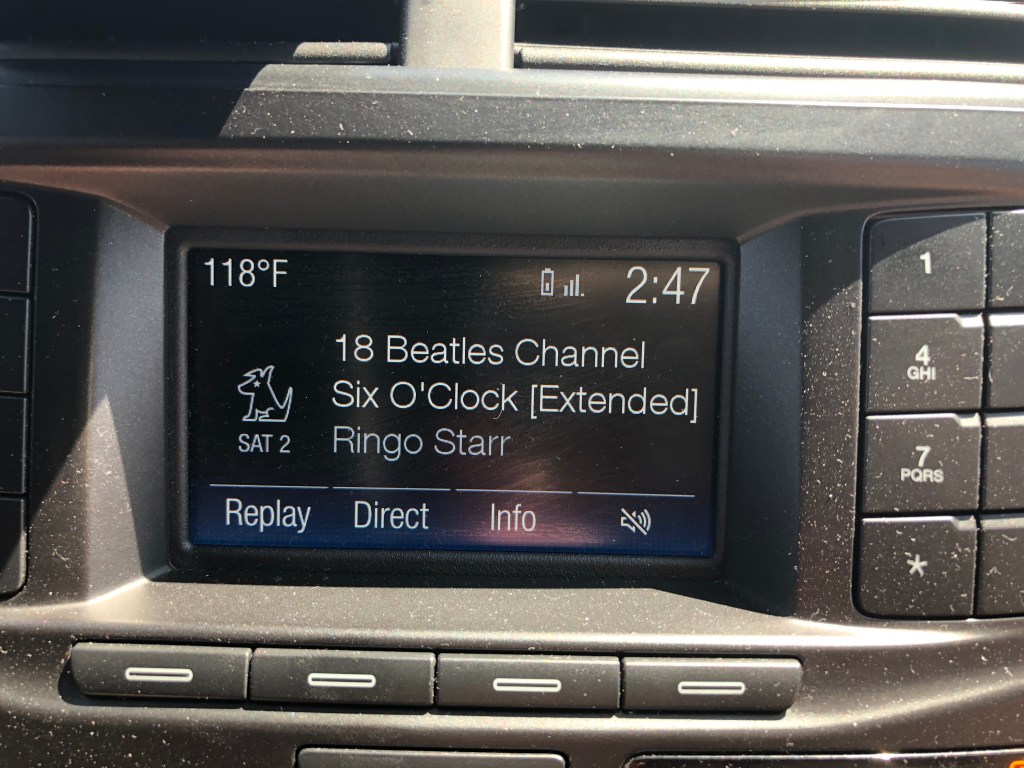 118°F 2:47
18 Beatles Channel
Six O'Clock [Extended]
SAT 2 Ringo Starr
Replay Direct Info
1
4
GHI
7
PQRS
*